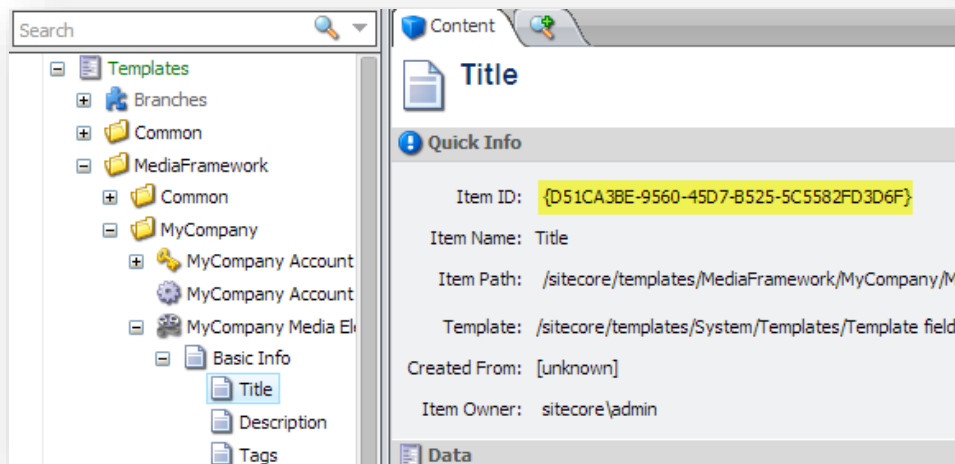 Search
Templates
Branches
Common
MediaFramework
Common
MyCompany
MyCompany Account
MyCompany Account
MyCompany Media El
Basic Info
Title
Description
Tags
Content
Title
Quick Info
Item ID: {D51CA3BE-9560-45D7-B525-5C5582FD3D6F}
Item Name: Title
Item Path: /sitecore/templates/MediaFramework/MyCompany/M
Template: /sitecore/templates/System/Templates/Template field
Created From: [unknown]
Item Owner: sitecore\admin
Data